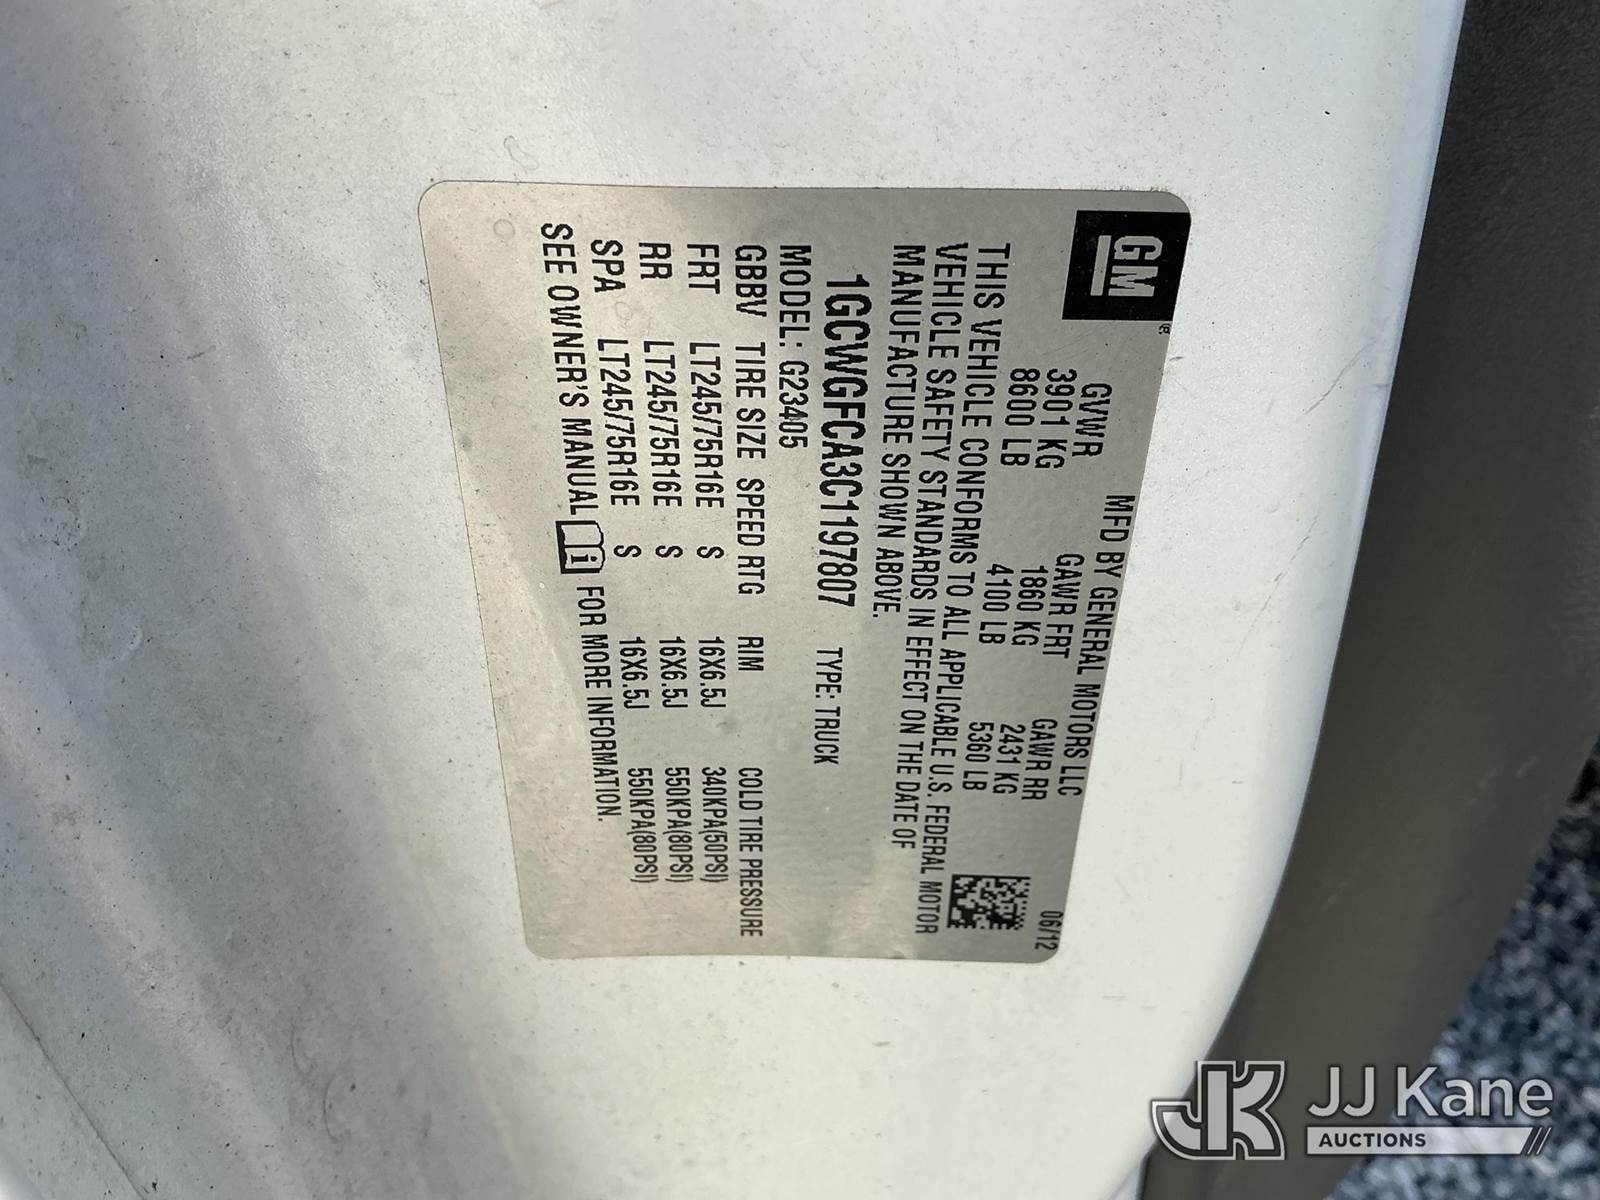 GM
MFD BY GENERAL MOTORS LLC 06/12
GVWR GAWR FRT GAWR RR
3901 KG 1860 KG 2431 KG
8600 LB 4100 LB 5360 LB
THIS VEHICLE CONFORMS TO ALL APPLICABLE U.S. FEDERAL MOTOR
VEHICLE SAFETY STANDARDS IN EFFECT ON THE DATE OF
MANUFACTURE SHOWN ABOVE.
1GCWGFCA3C1197807 TYPE: TRUCK
MODEL: G23405
GBBV TIRE SIZE SPEED RTG RIM COLD TIRE PRESSURE
FRT LT245/75R16E S 16X6.5J 340KPA(50PSI)
RR LT245/75R16E S 16X6.5J 550KPA(80PSI)
SPA LT245/75R16E S 16X6.5J 550KPA(80PSI)
SEE OWNER'S MANUAL i FOR MORE INFORMATION.
JK JJ Kane
AUCTIONS